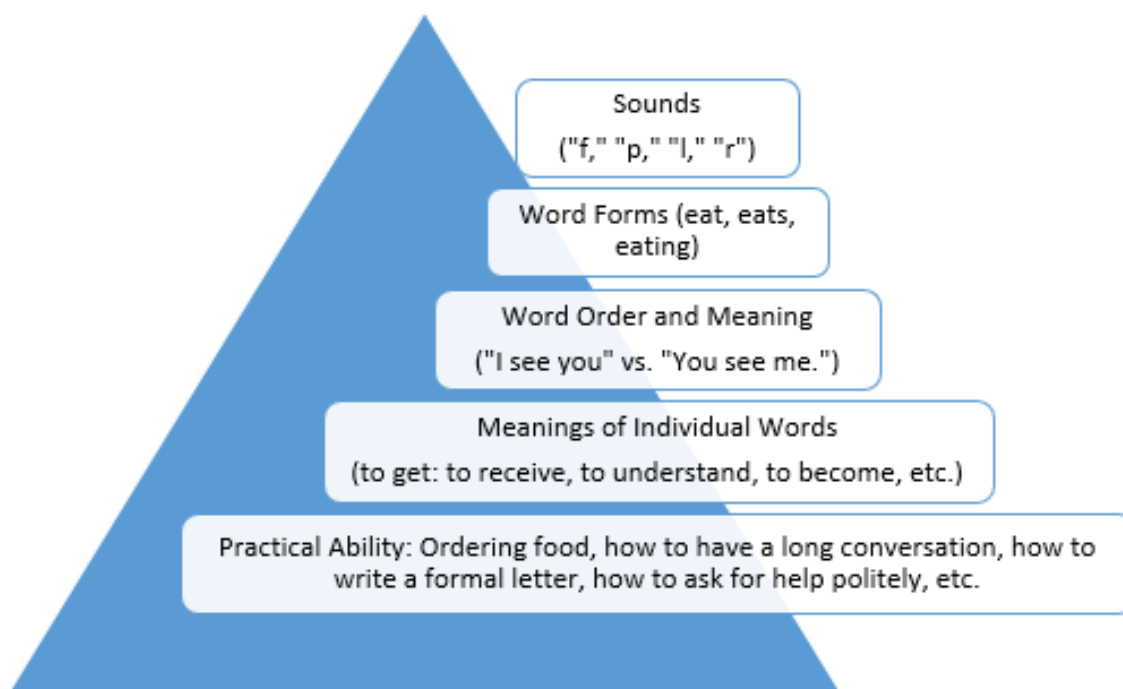 Sounds
("f," "p," "l," "r")
Word Forms (eat, eats,
eating)
Word Order and Meaning
("I see you" vs. "You see me.")
Meanings of Individual Words
(to get: to receive, to understand, to become, etc.)
Practical Ability: Ordering food, how to have a long conversation, how to
write a formal letter, how to ask for help politely, etc.